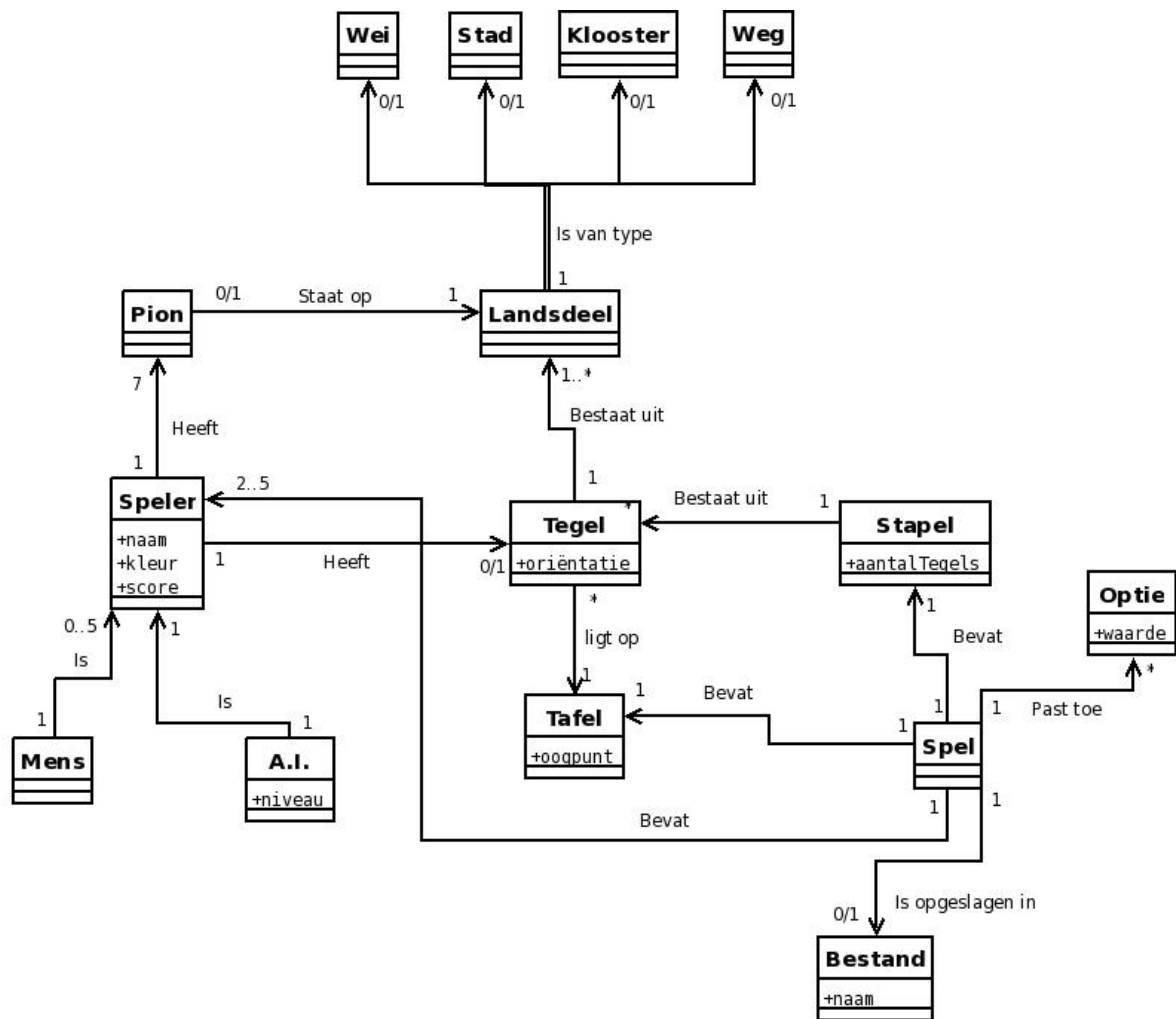 Wei
Stad
Klooster
Weg
0/1
0/1
0/1
0/1
Is van type
1
Pion
0/1
Staat op
1
Landsdeel
7
1..*
Heeft
Bestaat uit
1
1
Speler
+naam
+kleur
+score
2..5
1
Heeft
0/1
Tegel
*
+oriëntatie
Bestaat uit
1
Stapel
+aantalTegels
Optie
+waarde
*
*
ligt op
1
1
Bevat
0..5
1
Is
Is
1
1
Mens
A.I.
+niveau
Tafel
+oogpunt
1
Bevat
1
1
1
Past toe
Spel
Bevat
1
1
Is opgeslagen in
0/1
Bestand
+naam